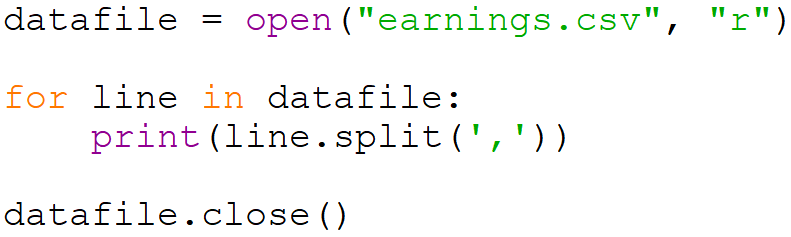 datafile = open("earnings.csv", "r")

for line in datafile:
    print(line.split(','))

datafile.close()